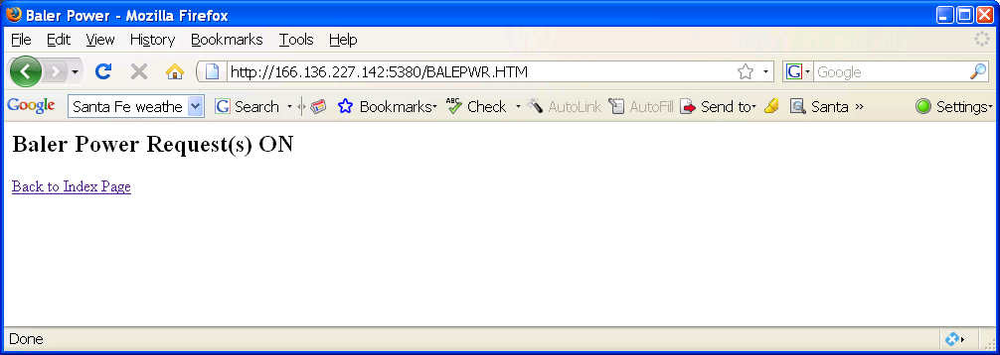 Baler Power - Mozilla Firefox
File Edit View History Bookmarks Tools Help
http://166.136.227.142:5380/BALEPWR.HTM G Google
Google Santa Fe weathe G Search Bookmarks ABC Check AutoLink AutoFill Send to Santa » Settings
Baler Power Request(s) ON
Back to Index Page
Done